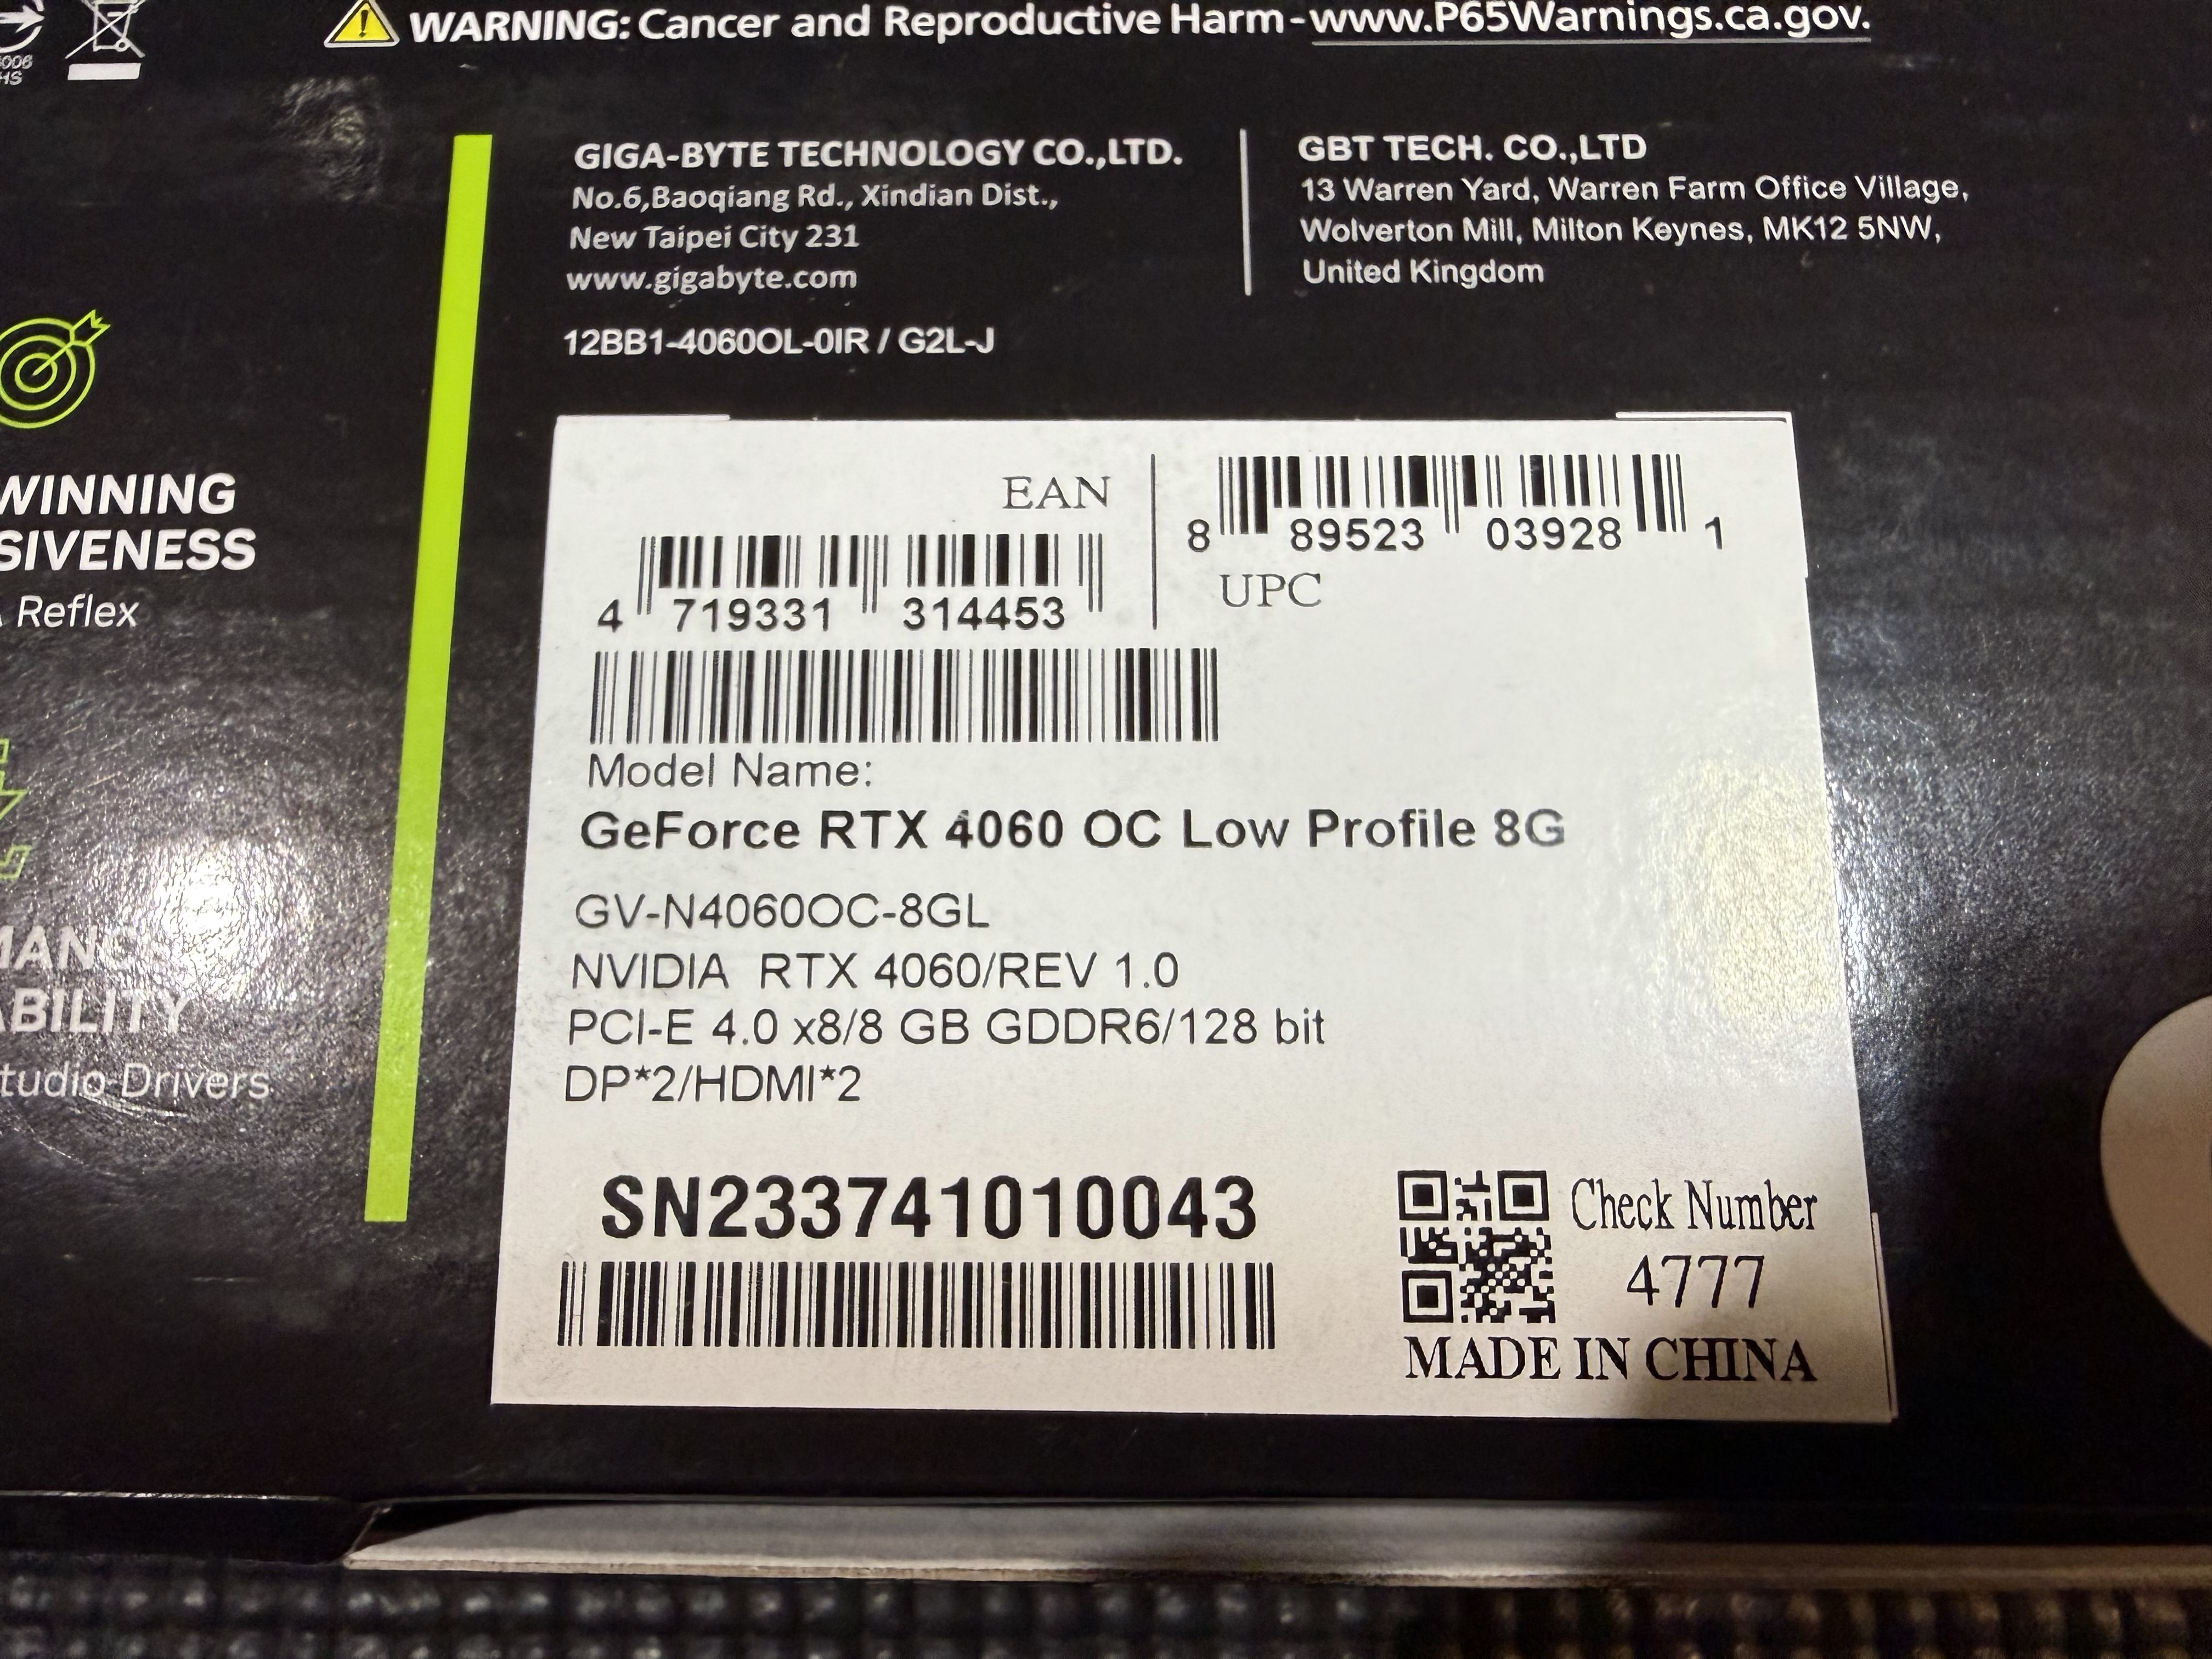 WARNING: Cancer and Reproductive Harm-www.P65Warnings.ca.gov.
GIGA-BYTE TECHNOLOGY CO.,LTD.
No.6,Baoqiang Rd., Xindian Dist.,
New Taipei City 231
www.gigabyte.com
12BB1-4060OL-0IR / G2L-J
GBT TECH. CO.,LTD
13 Warren Yard, Warren Farm Office Village,
Wolverton Mill, Milton Keynes, MK12 5NW,
United Kingdom
WINNING
SIVENESS
Reflex
MANC
ABILITY
tudio Drivers
EAN
4 719331 314453
8 89523 03928 1
UPC
Model Name:
GeForce RTX 4060 OC Low Profile 8G
GV-N4060OC-8GL
NVIDIA RTX 4060/REV 1.0
PCI-E 4.0 x8/8 GB GDDR6/128 bit
DP*2/HDMI*2
SN233741010043
Check Number
4777
MADE IN CHINA